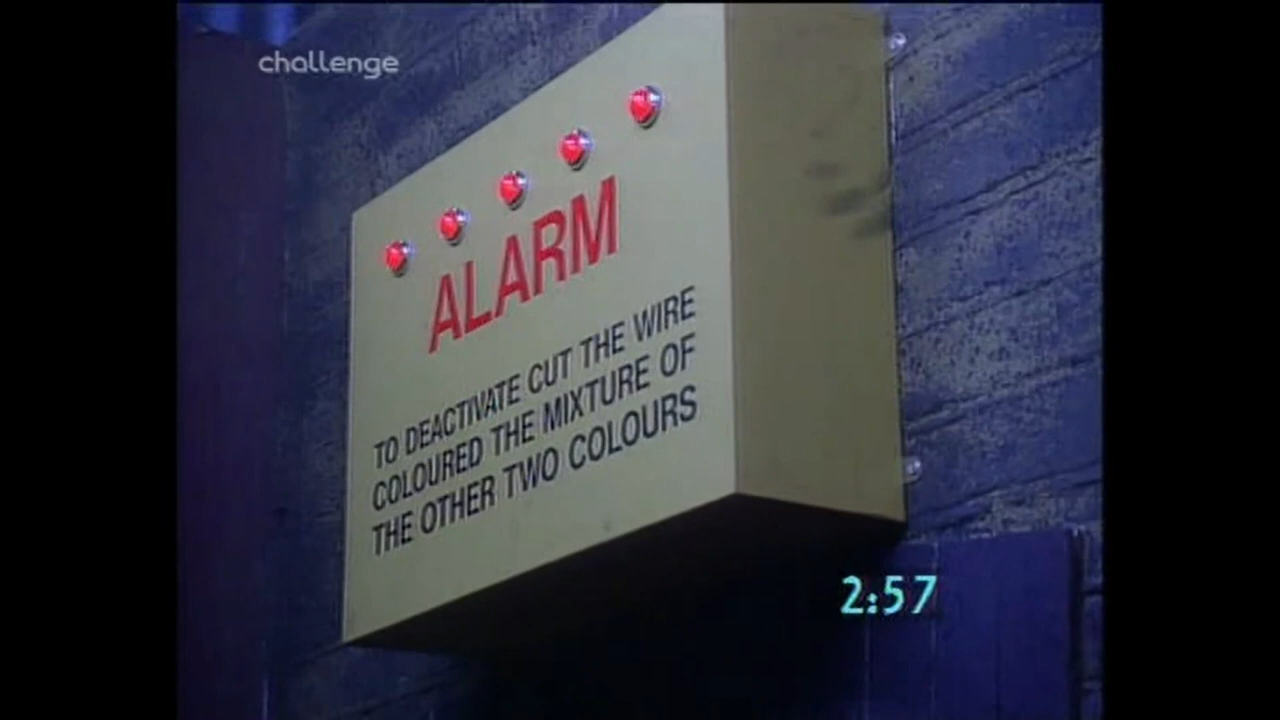 challenge
ALARM
TO DEACTIVATE CUT THE WIRE
COLOURED THE MIXTURE OF
THE OTHER TWO COLOURS
2:57